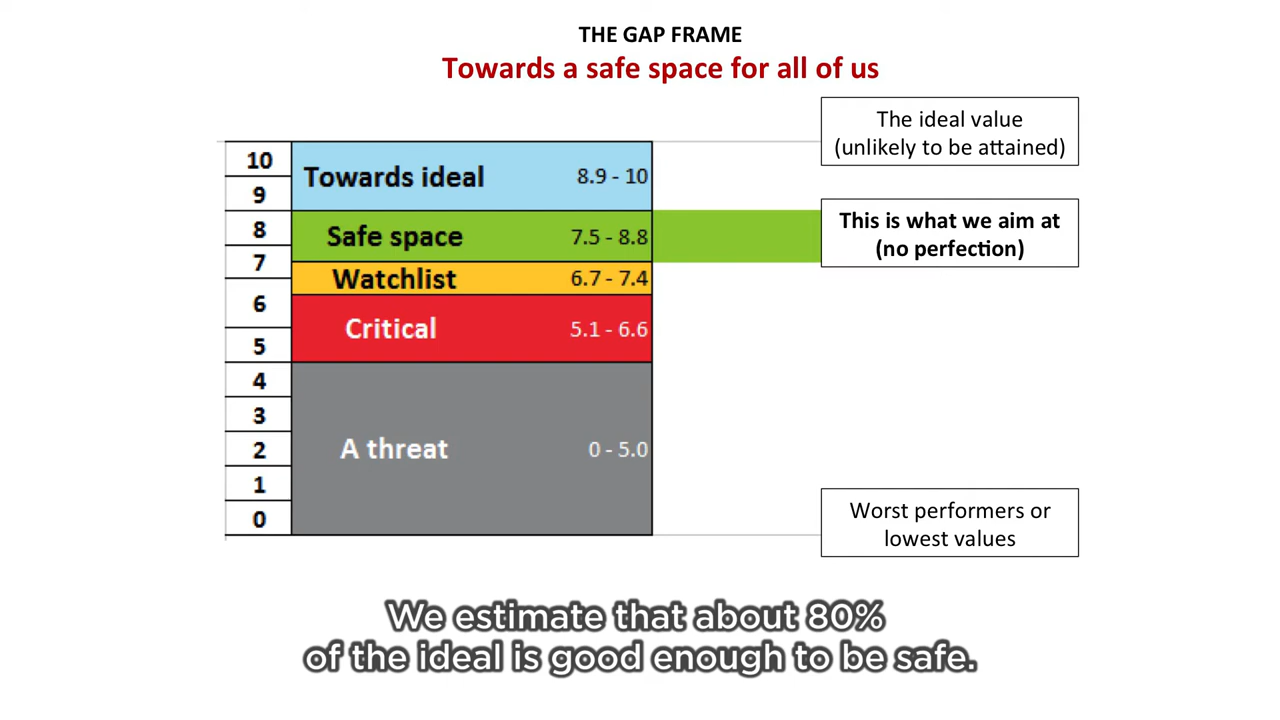 THE GAP FRAME
Towards a safe space for all of us
The ideal value
(unlikely to be attained)
10
9
Towards ideal 8.9 - 10
8
7
Safe space 7.5 - 8.8
This is what we aim at
(no perfection)
Watchlist 6.7 - 7.4
6
5
Critical 5.1 - 6.6
4
3
2
1
0
A threat 0 - 5.0
Worst performers or
lowest values
We estimate that about 80%
of the ideal is good enough to be safe.